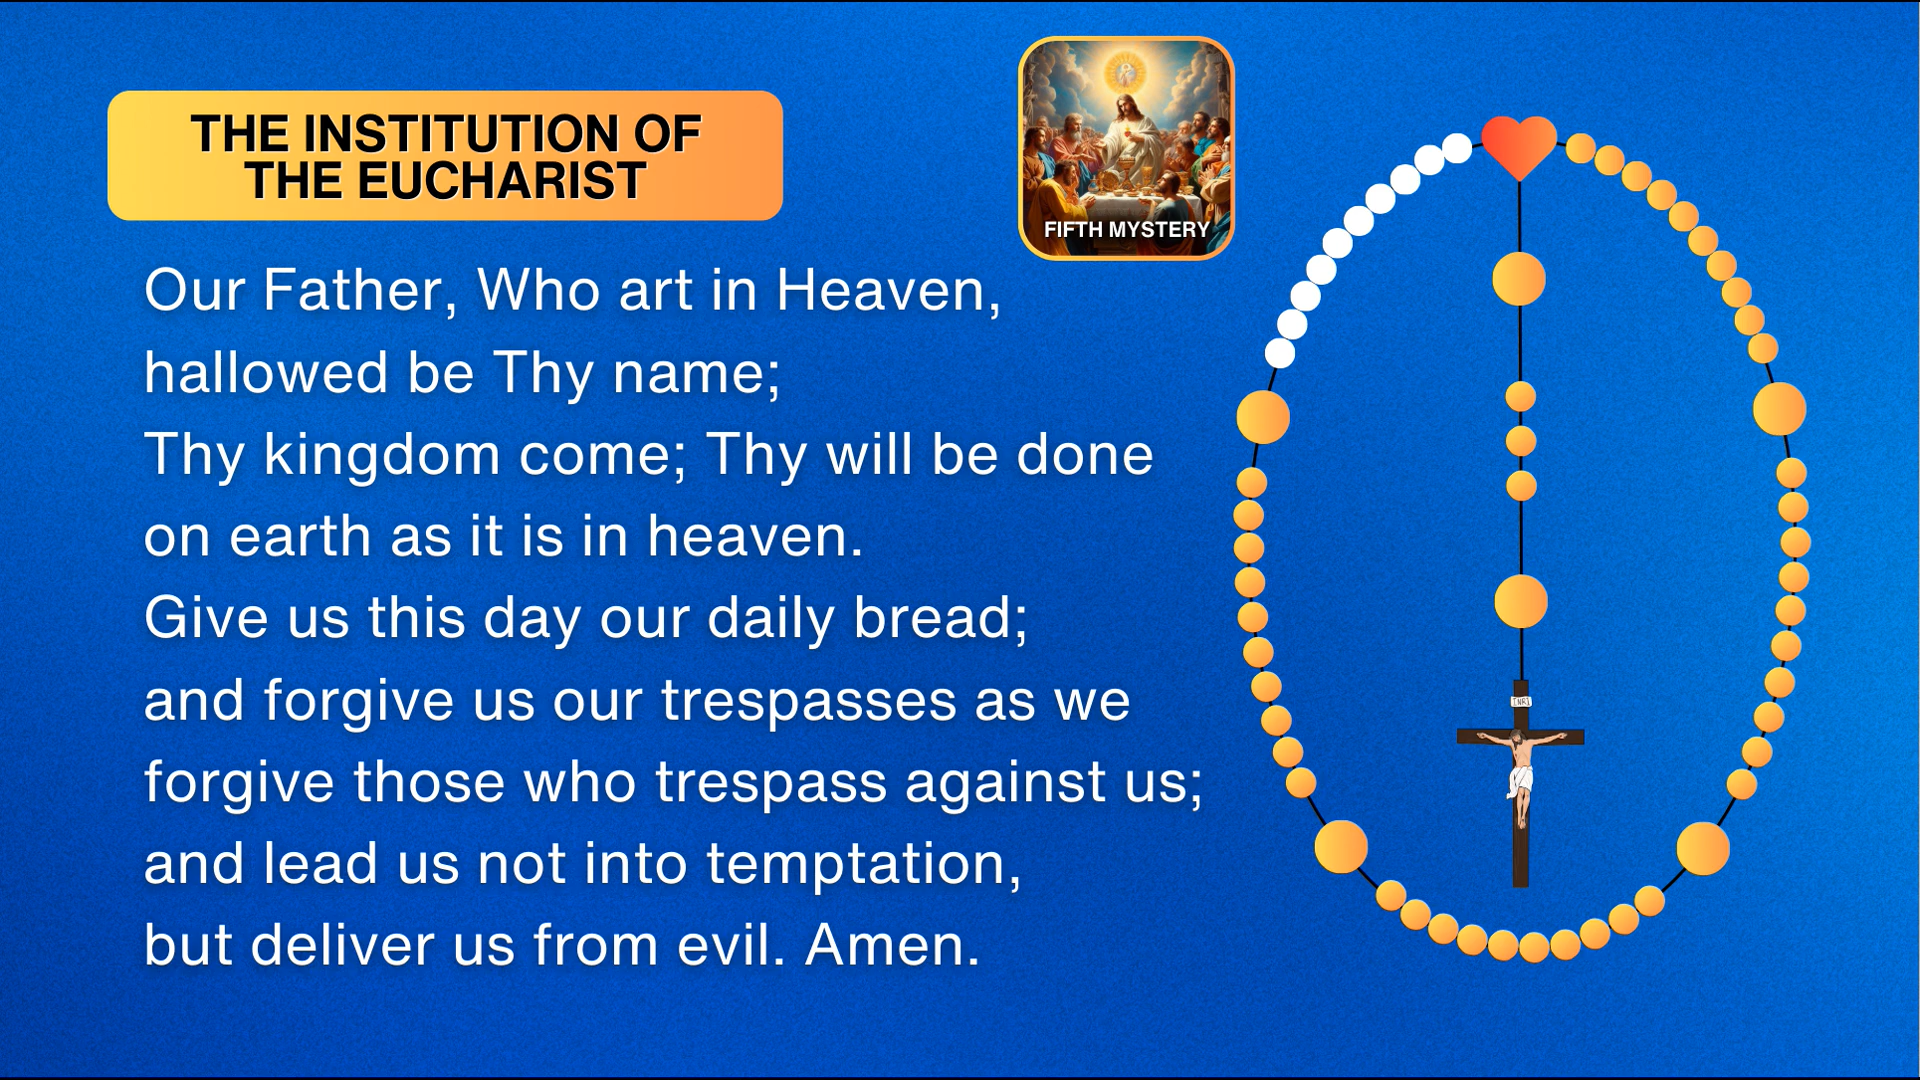 THE INSTITUTION OF
THE EUCHARIST
FIFTH MYSTERY
Our Father, Who art in Heaven,
hallowed be Thy name;
Thy kingdom come; Thy will be done
on earth as it is in heaven.
Give us this day our daily bread;
and forgive us our trespasses as we
forgive those who trespass against us;
and lead us not into temptation,
but deliver us from evil. Amen.
INRI